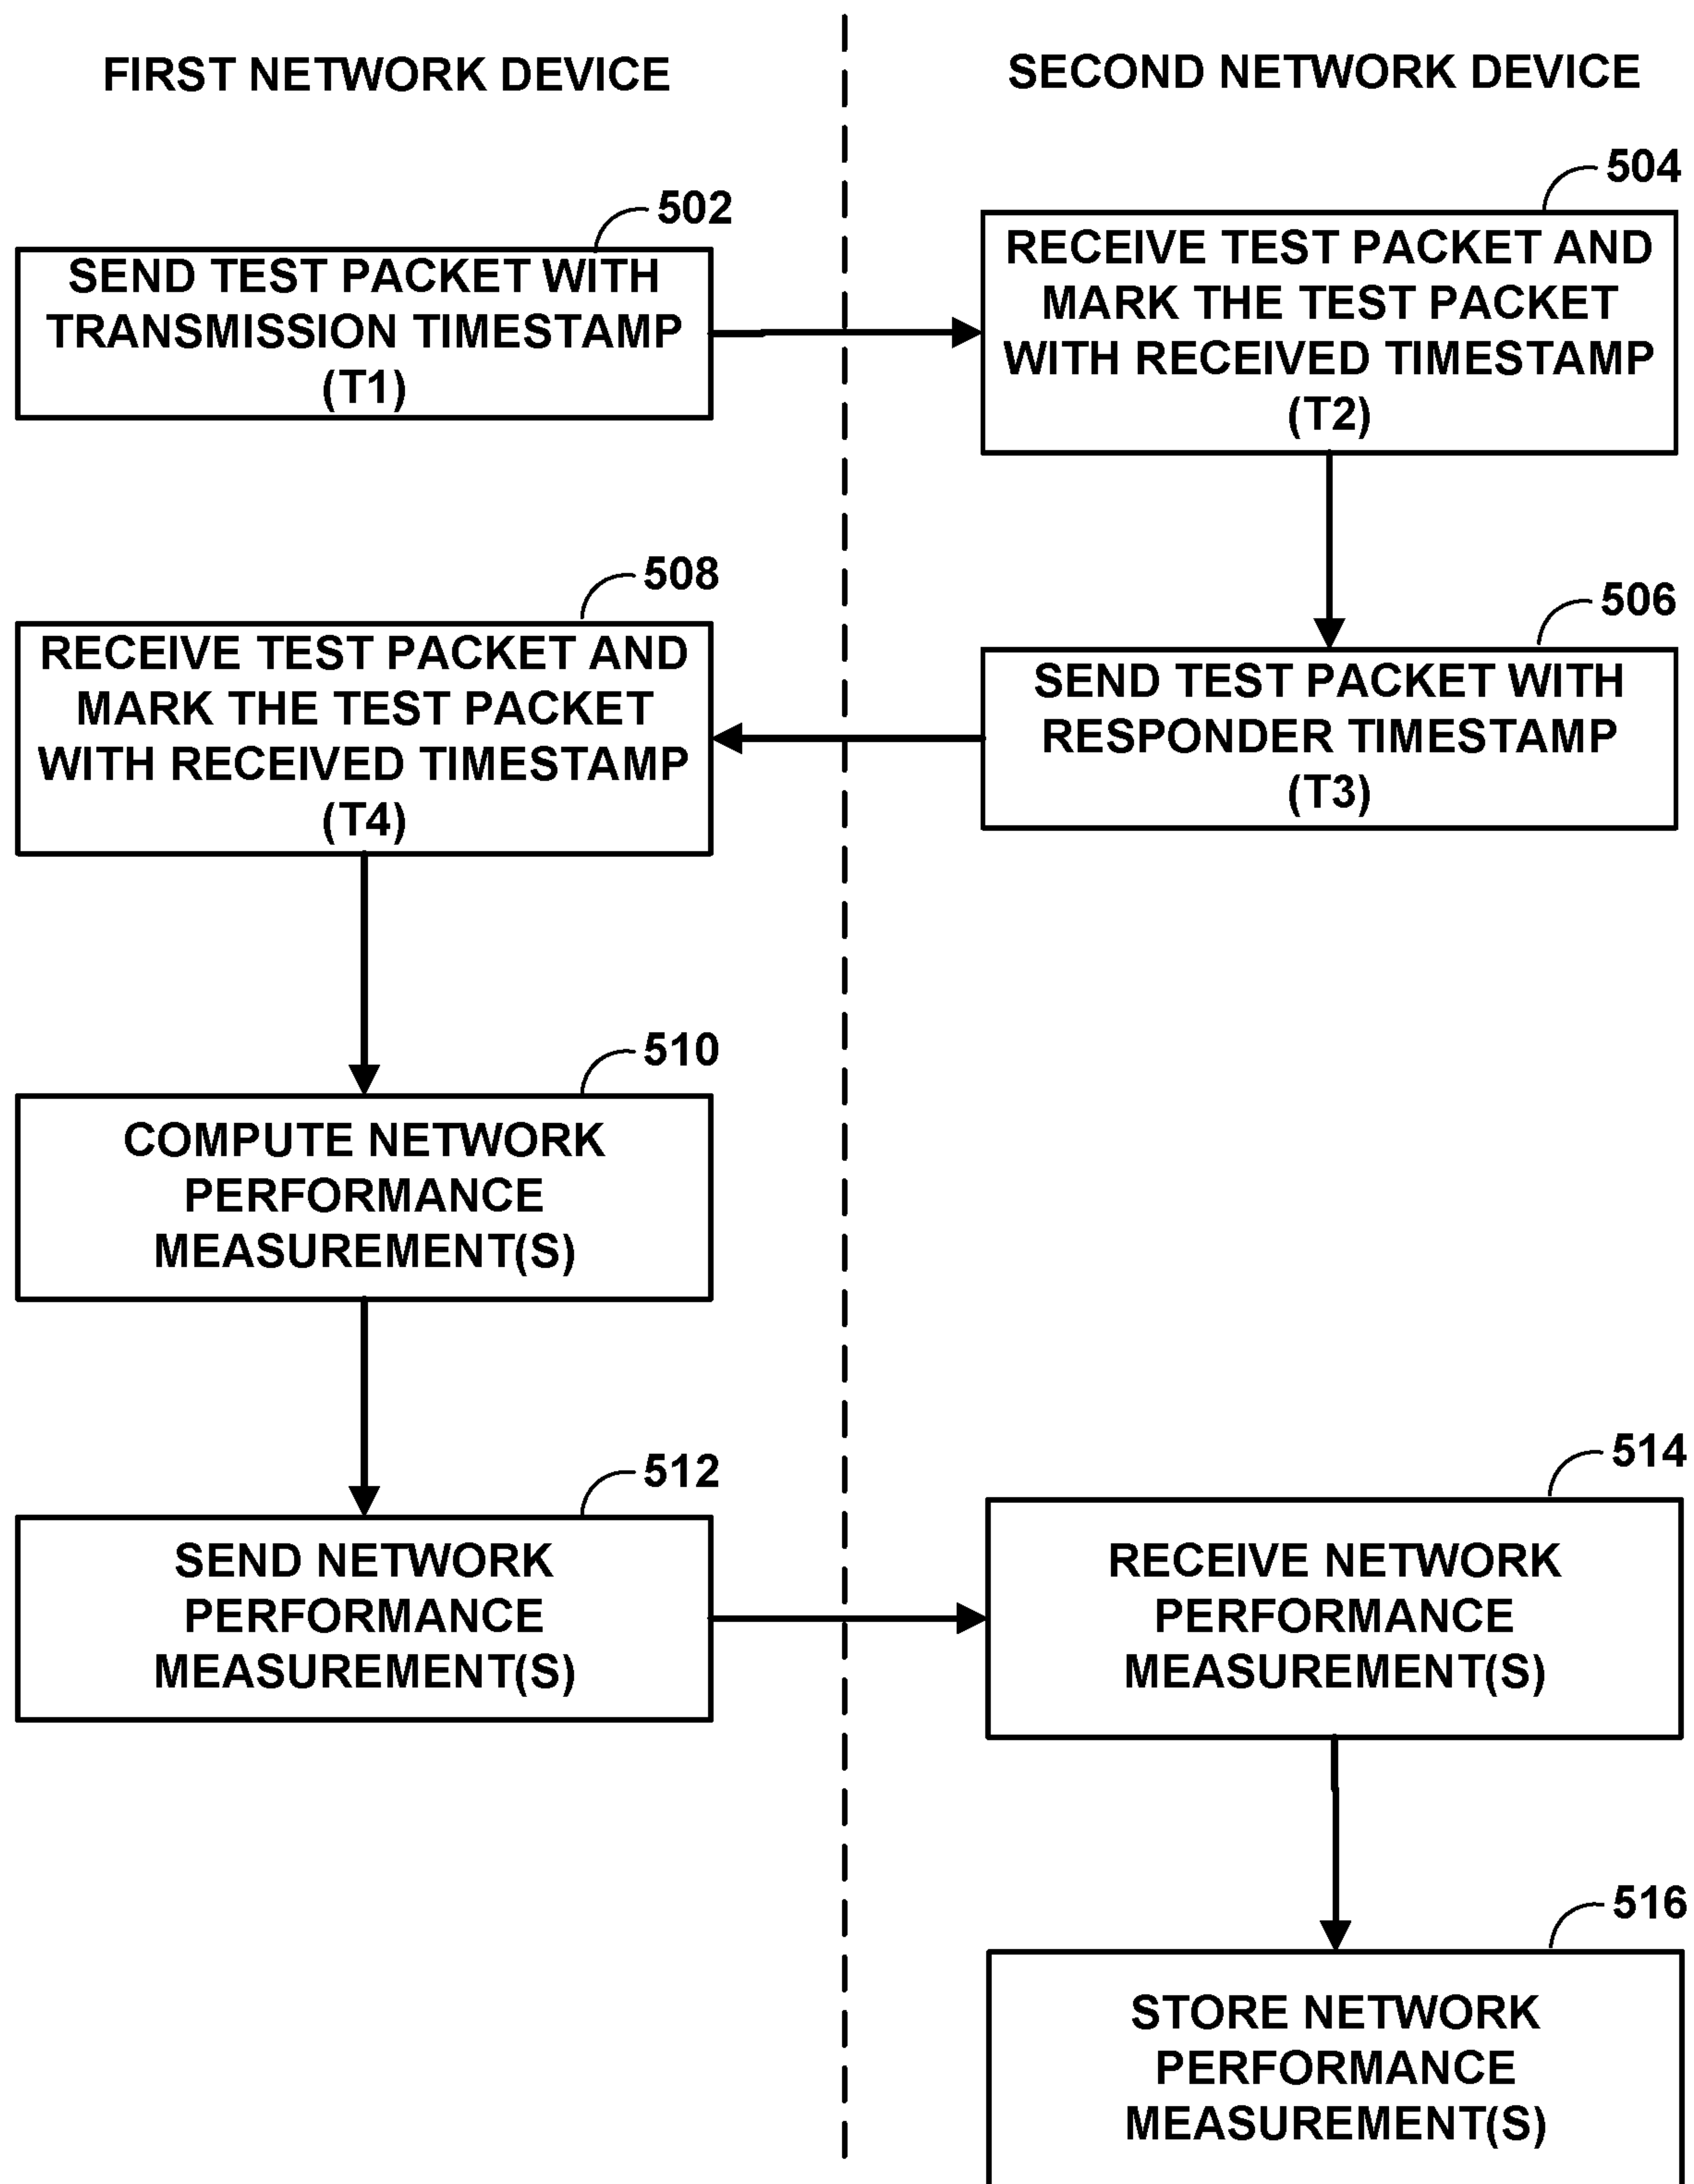 FIRST NETWORK DEVICE
SECOND NETWORK DEVICE
502
SEND TEST PACKET WITH
TRANSMISSION TIMESTAMP
(T1)
504
RECEIVE TEST PACKET AND
MARK THE TEST PACKET
WITH RECEIVED TIMESTAMP
(T2)
506
SEND TEST PACKET WITH
RESPONDER TIMESTAMP
(T3)
508
RECEIVE TEST PACKET AND
MARK THE TEST PACKET
WITH RECEIVED TIMESTAMP
(T4)
510
COMPUTE NETWORK
PERFORMANCE
MEASUREMENT(S)
512
SEND NETWORK
PERFORMANCE
MEASUREMENT(S)
514
RECEIVE NETWORK
PERFORMANCE
MEASUREMENT(S)
516
STORE NETWORK
PERFORMANCE
MEASUREMENT(S)